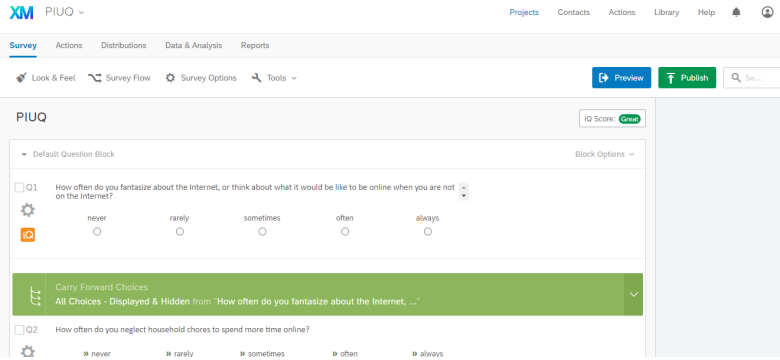 XM PIUQ Projects Contacts Actions Library Help
Survey Actions Distributions Data & Analysis Reports
Look & Feel Survey Flow Survey Options Tools Preview Publish Se...
PIUQ iQ Score: Great
Default Question Block Block Options
Q1 How often do you fantasize about the Internet, or think about what it would be like to be online when you are not
on the Internet?
never rarely sometimes often always
iQ
Carry Forward Choices
All Choices - Displayed & Hidden from "How often do you fantasize about the Internet, ..."
Q2 How often do you neglect household chores to spend more time online?
» never » rarely » sometimes » often » always